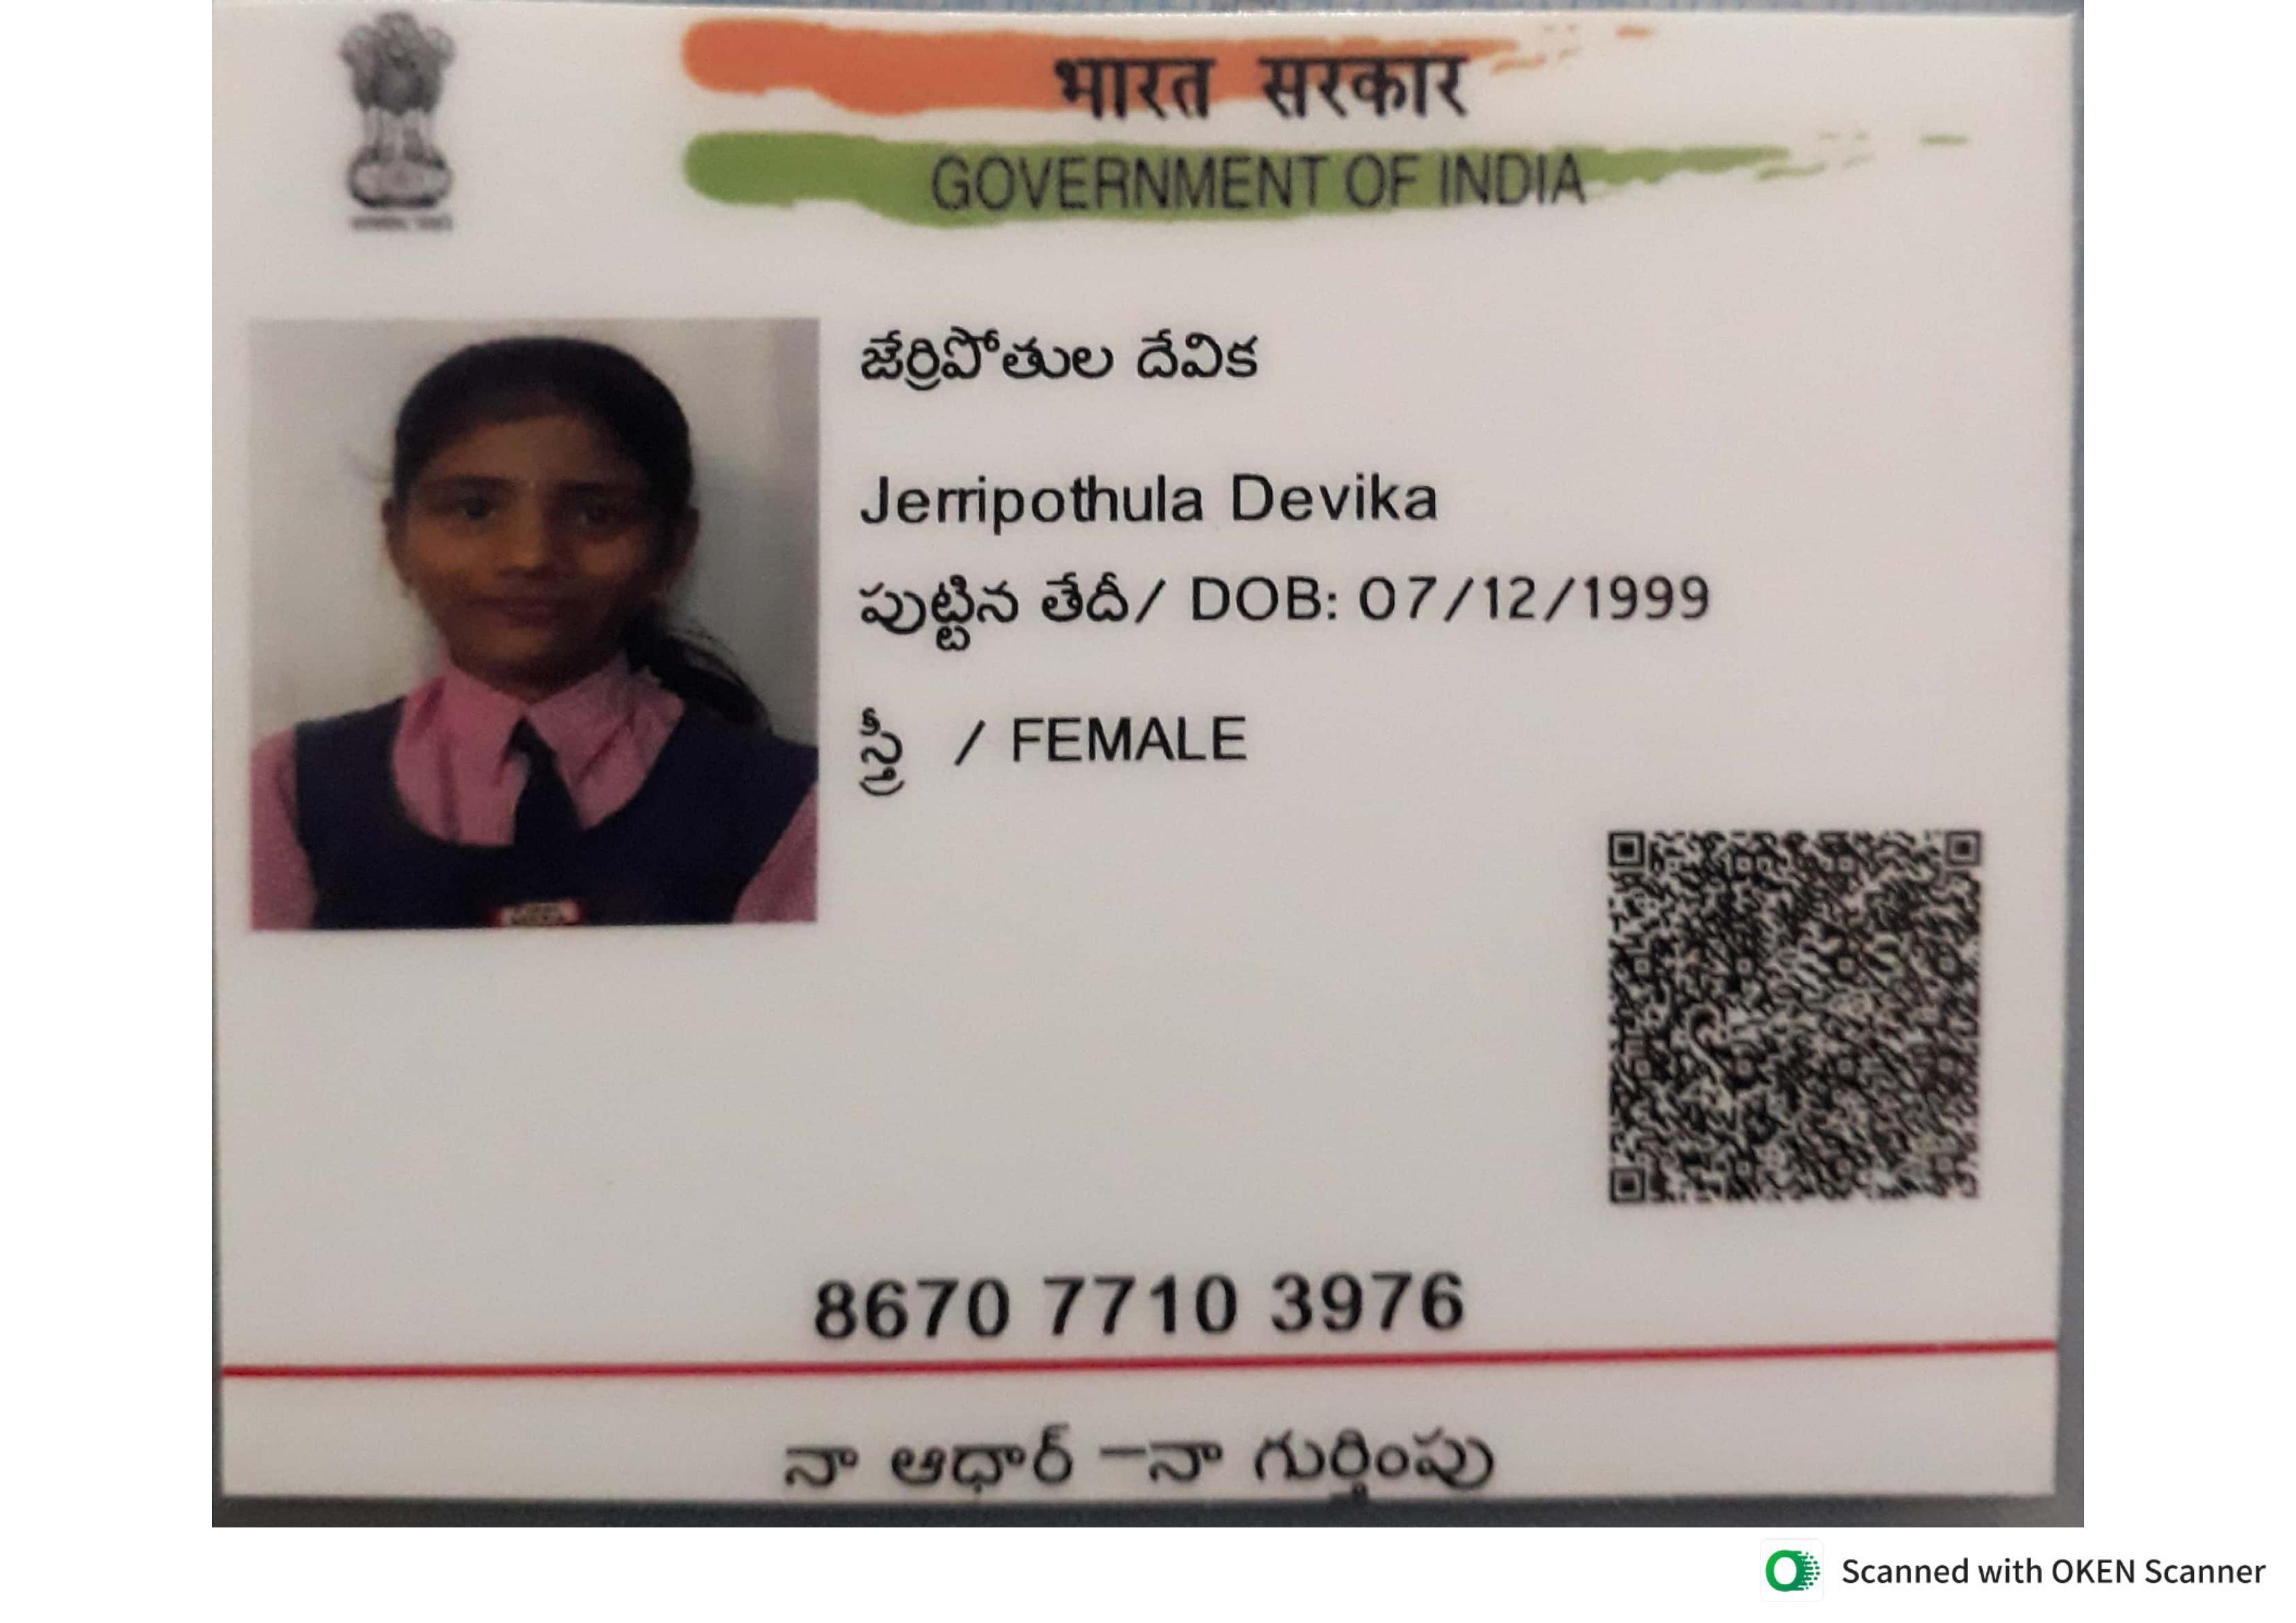 भारत सरकार
GOVERNMENT OF INDIA
జేర్రిపోతుల దేవిక
Jerripothula Devika
పుట్టిన తేదీ/ DOB: 07/12/1999
స్త్రీ / FEMALE
8670 7710 3976
నా ఆధార్ –నా గుర్తింపు
Scanned with OKEN Scanner